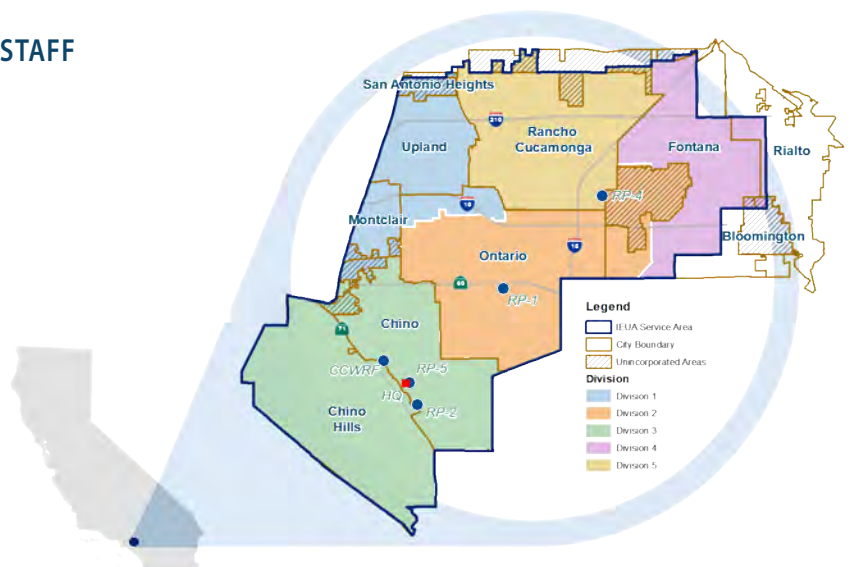 STAFF
San Antonio Heights
210
Upland
Rancho
Cucamonga
Fontana
Rialto
RP-4
Montclair
10
Bloomington
Ontario
15
60
RP-1
Chino
71
CCWRF
RP-5
HQ
RP-2
Chino
Hills
Legend
IEUA Service Area
City Boundary
Unincorporated Areas
Division
Division 1
Division 2
Division 3
Division 4
Division 5